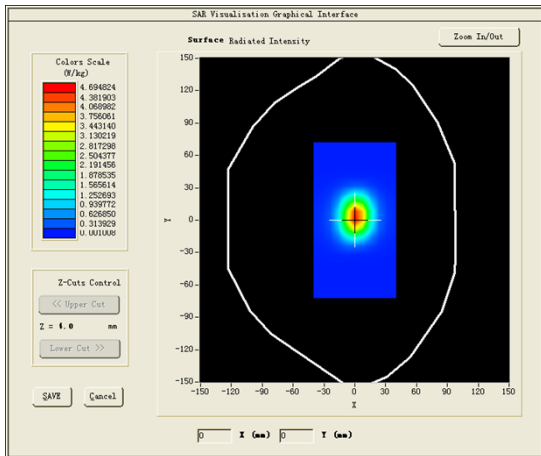 SAR Visualisation Graphical Interface
Surface Radiated Intensity
Zoom In/Out
Colors Scale
(W/kg)
4.694824
4.381903
4.068982
3.756061
3.443140
3.130219
2.817298
2.504377
2.191456
1.878535
1.565614
1.252693
0.939772
0.626850
0.313929
0.001008
150
120
90
60
30
0
-30
-60
-90
-120
-150
Y
-150 -120 -90 -60 -30 0 30 60 90 120 150
X
Z-Cuts Control
<< Upper Cut
Z = 4.0 mm
Lower Cut >>
SAVE Cancel
0 X (mm) 0 Y (mm)